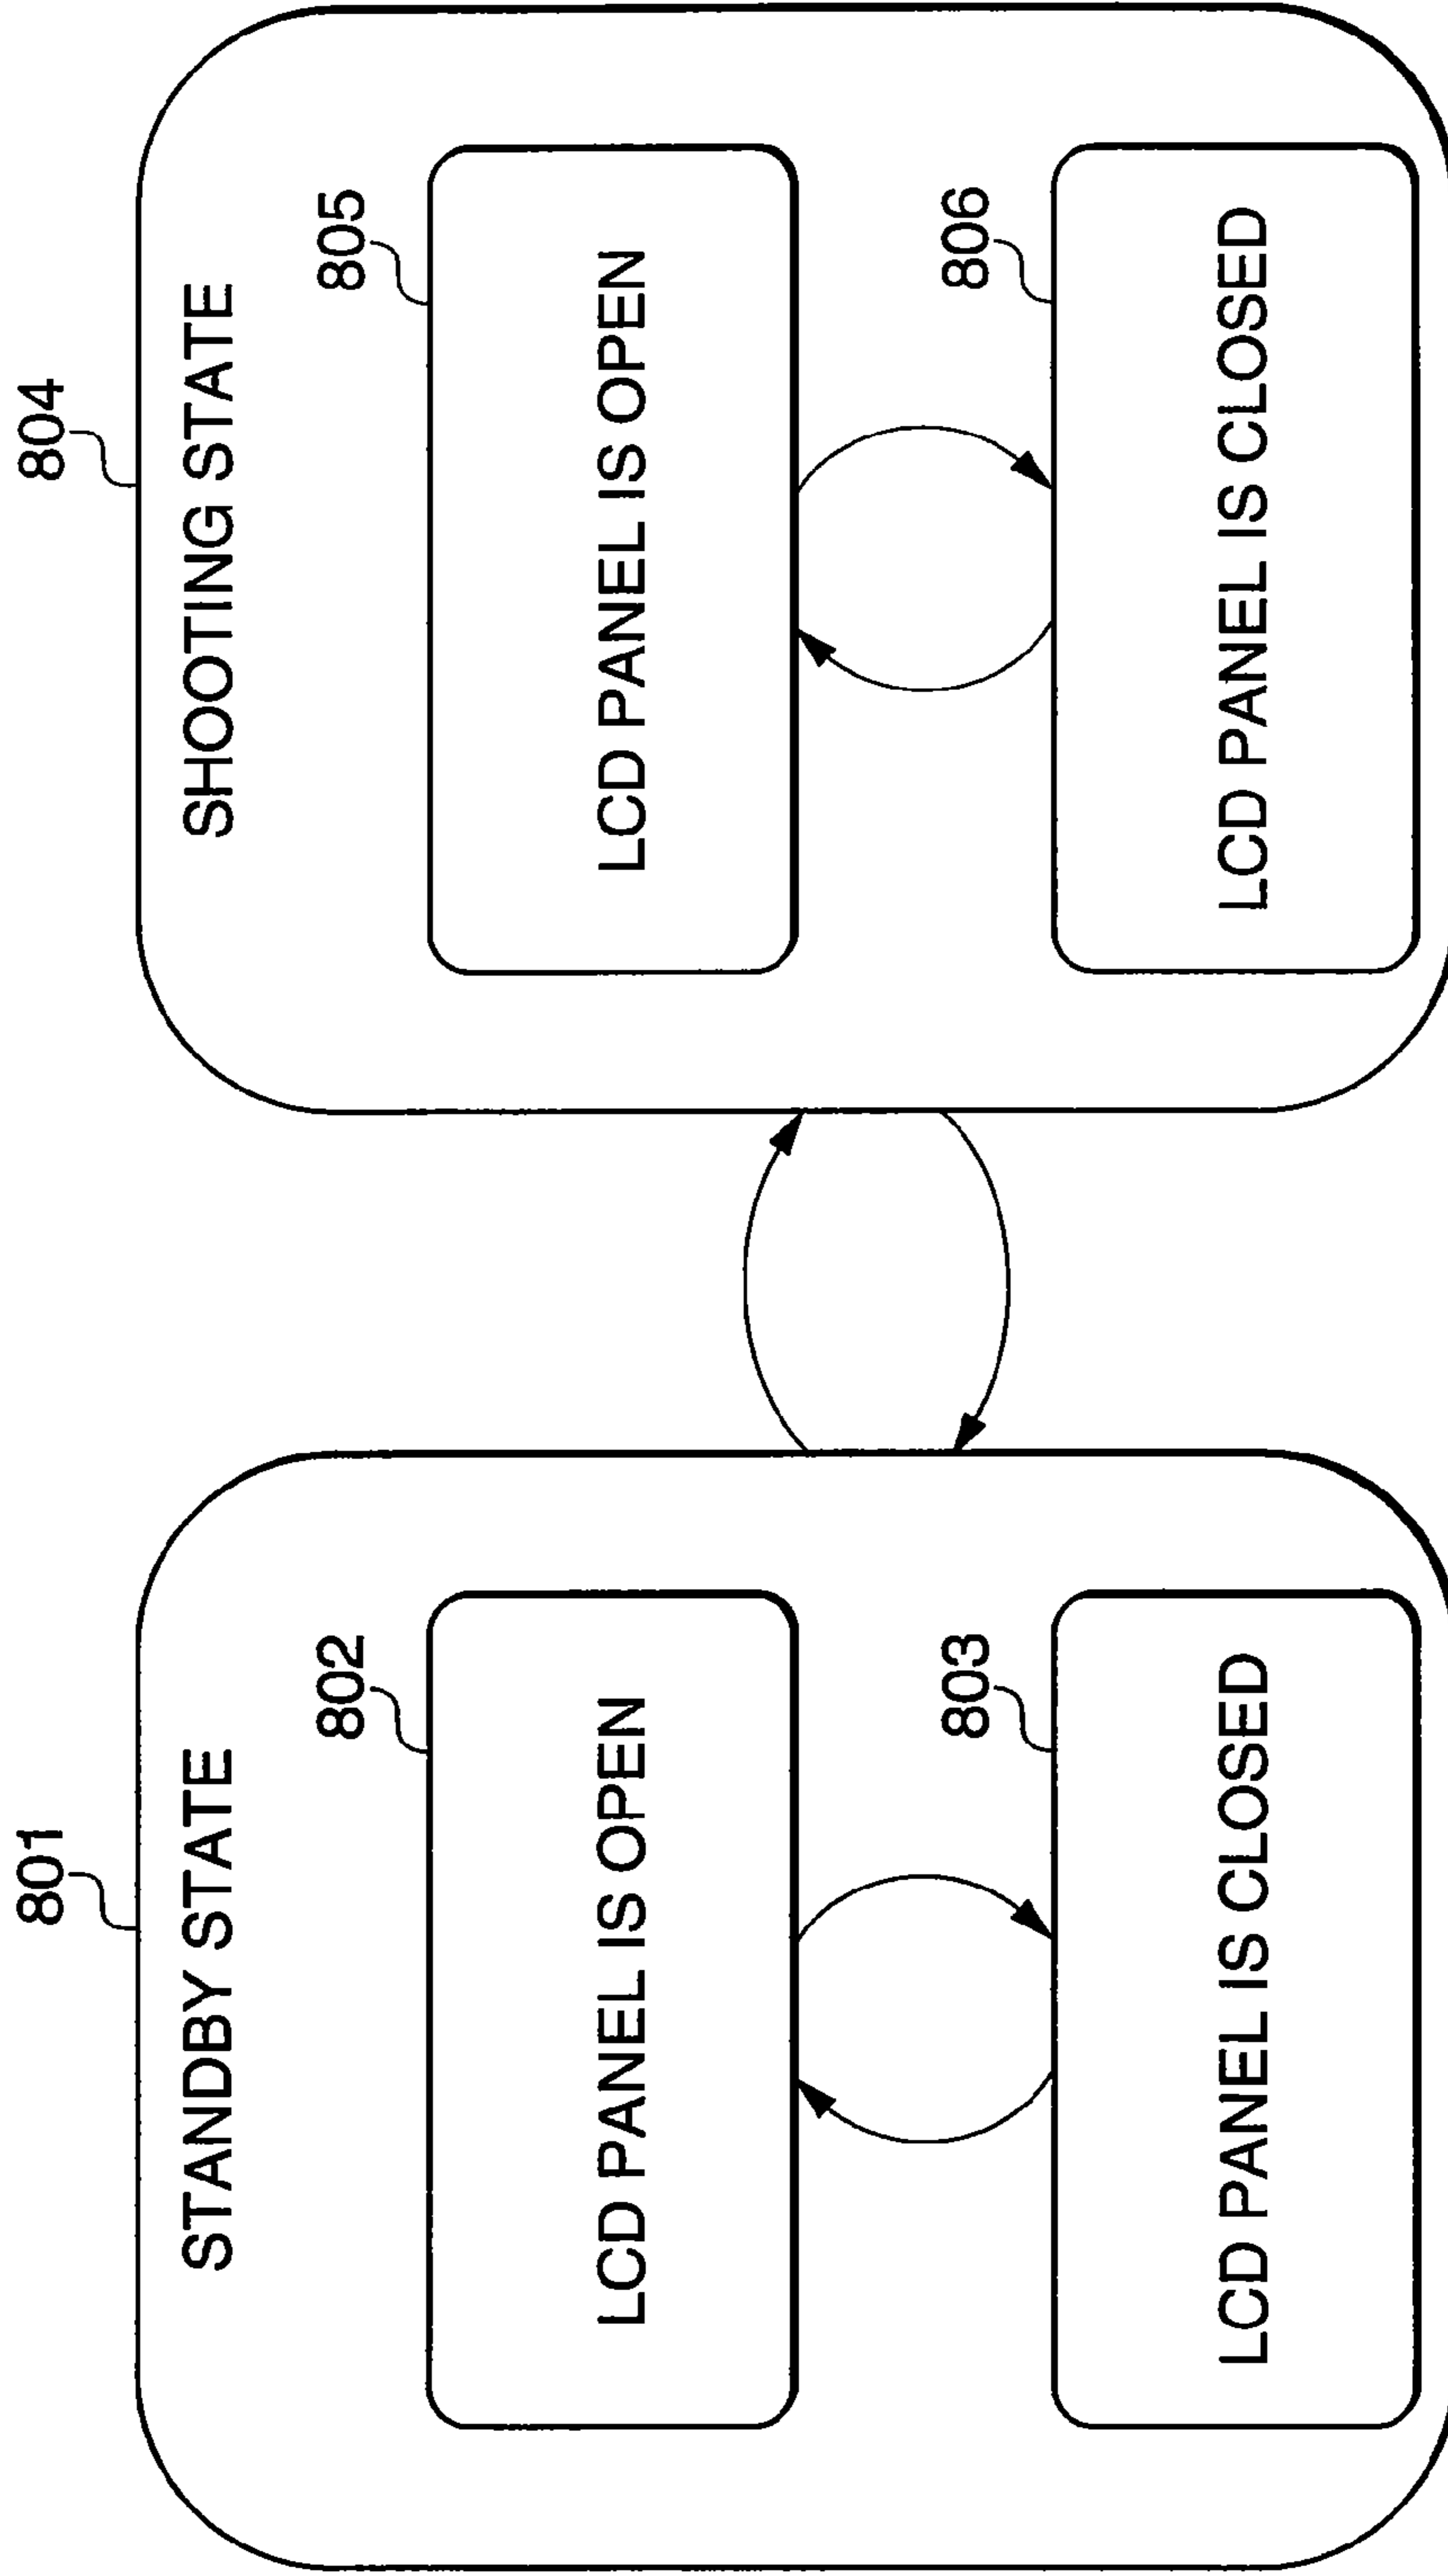 801
STANDBY STATE
802
LCD PANEL IS OPEN
803
LCD PANEL IS CLOSED
804
SHOOTING STATE
805
LCD PANEL IS OPEN
806
LCD PANEL IS CLOSED